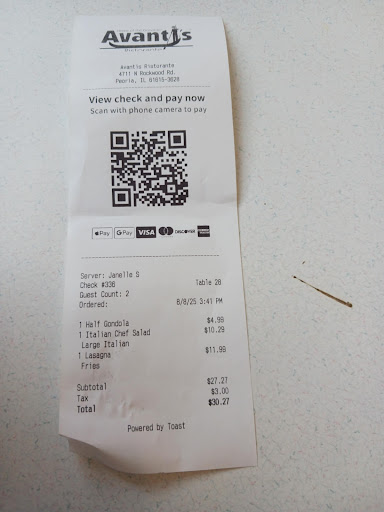 Avanti's
Ristorante
Avantis Ristorante
4711 N Rockwood Rd.
Peoria, IL 61615-3628
View check and pay now
Scan with phone camera to pay
Pay G Pay VISA DISCOVER
Server: Janelle S
Check #336 Table 28
Guest Count: 2
Ordered: 8/8/25 3:41 PM
1 Half Gondola $4.99
1 Italian Chef Salad $10.29
Large Italian
1 Lasagna $11.99
Fries
Subtotal $27.27
Tax $3.00
Total $30.27
Powered by Toast